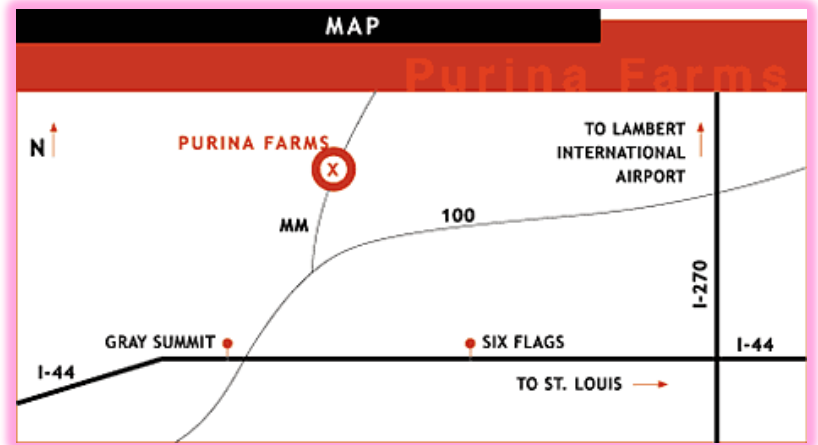 MAP
Purina Farms
N
PURINA FARMS
X
TO LAMBERT
INTERNATIONAL
AIRPORT
100
MM
I-270
GRAY SUMMIT
SIX FLAGS
I-44
I-44
TO ST. LOUIS